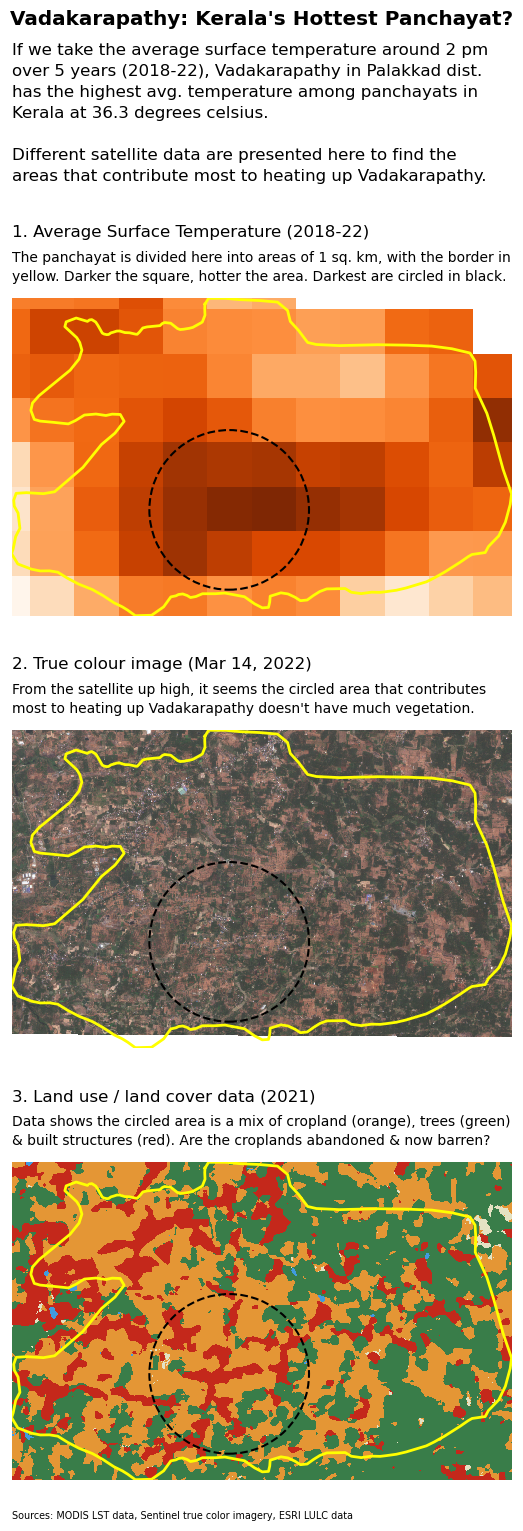 Vadakarapathy: Kerala's Hottest Panchayat?
If we take the average surface temperature around 2 pm
over 5 years (2018-22), Vadakarapathy in Palakkad dist.
has the highest avg. temperature among panchayats in
Kerala at 36.3 degrees celsius.
Different satellite data are presented here to find the
areas that contribute most to heating up Vadakarapathy.
1. Average Surface Temperature (2018-22)
The panchayat is divided here into areas of 1 sq. km, with the border in
yellow. Darker the square, hotter the area. Darkest are circled in black.
2. True colour image (Mar 14, 2022)
From the satellite up high, it seems the circled area that contributes
most to heating up Vadakarapathy doesn't have much vegetation.
3. Land use / land cover data (2021)
Data shows the circled area is a mix of cropland (orange), trees (green)
& built structures (red). Are the croplands abandoned & now barren?
Sources: MODIS LST data, Sentinel true color imagery, ESRI LULC data